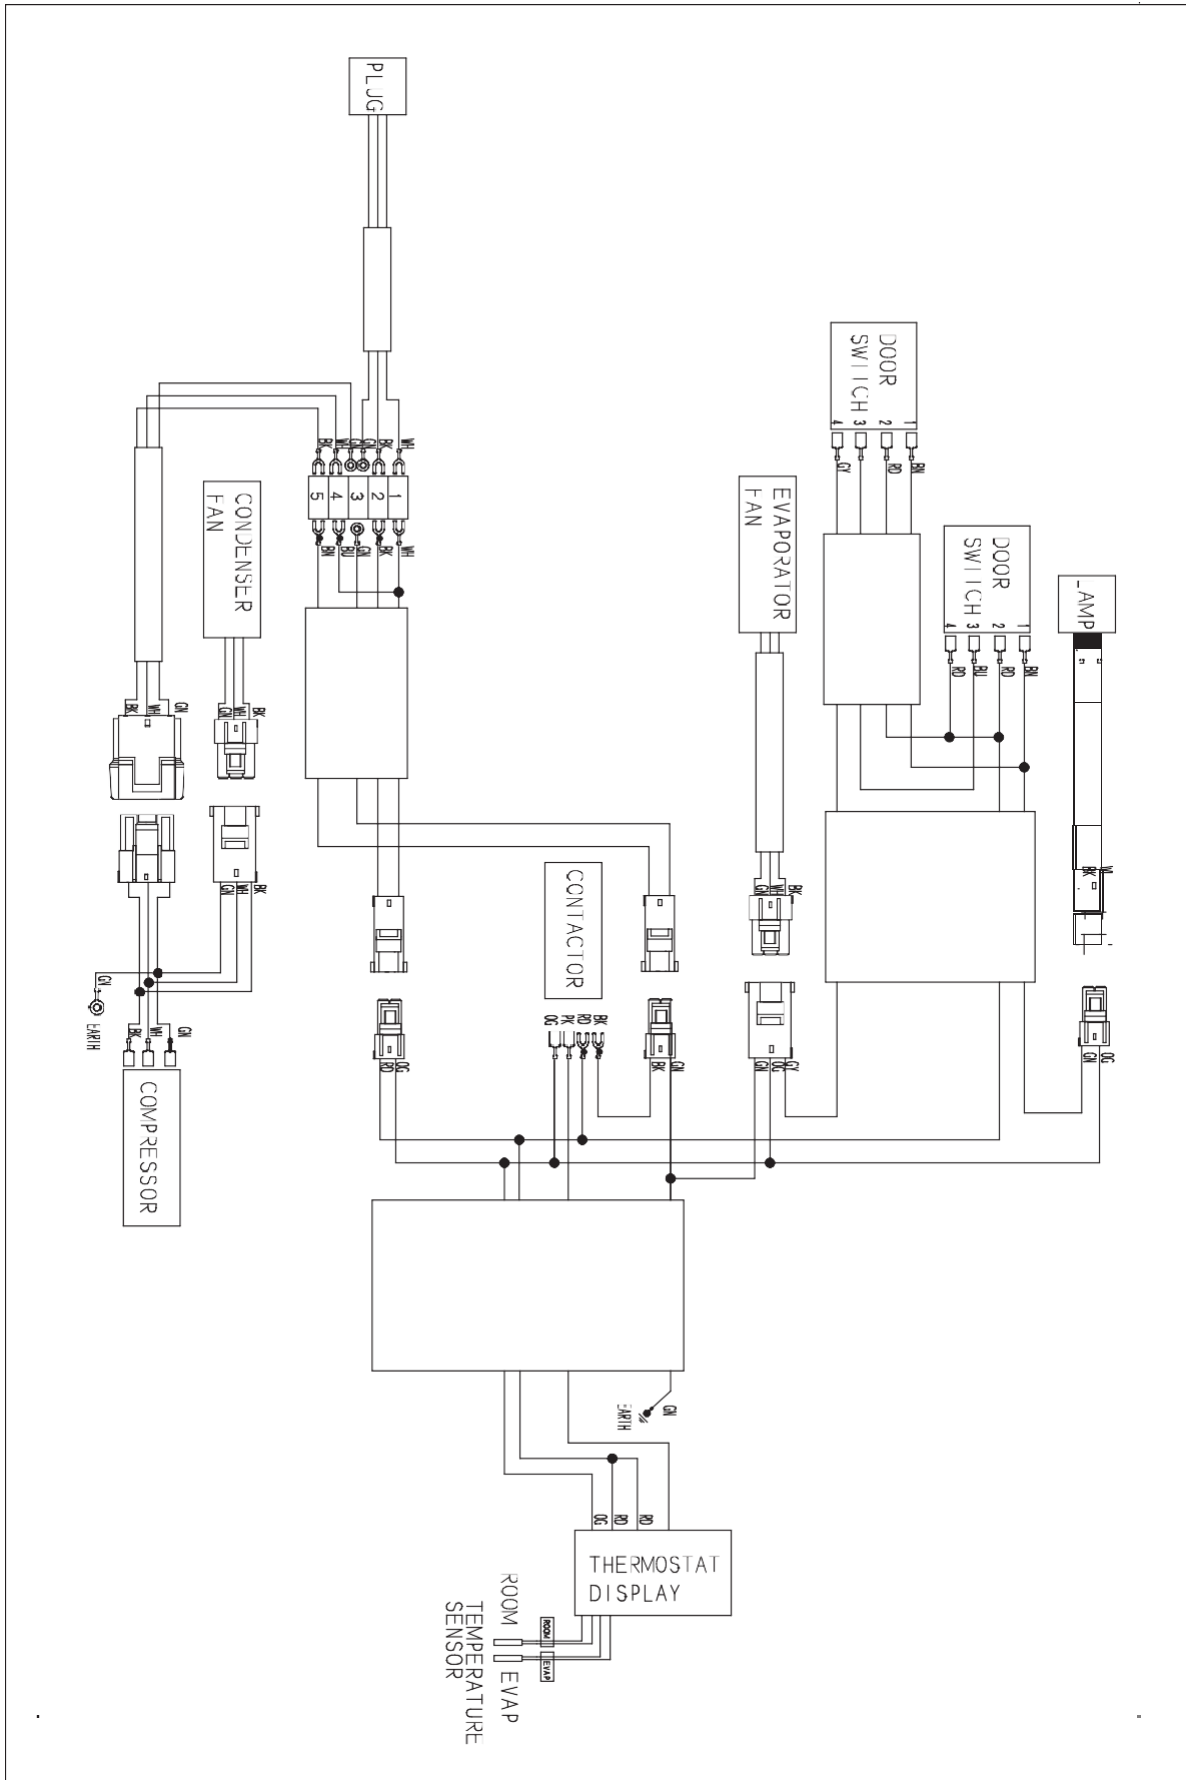 PLUG
DOOR
SWITCH
1
2
3
4
BN
RD
GY
BK
WH
GN
GN
BK
WH
5
4
3
2
1
BN
BU
GN
BK
WH
CONDENSER
FAN
EVAPORATOR
FAN
DOOR
SWITCH
1
2
3
4
BN
RD
BU
RD
LAMP
BK
WH
GN
GN
WH
BK
GN
WH
BK
GN
WH
BK
BK
CONTACTOR
OG
PK
RD
BK
RD
OG
BK
GN
GN
OG
GY
GN
OG
EARTH
BK
WH
GN
COMPRESSOR
EARTH
GN
OG
RD
RD
THERMOSTAT
DISPLAY
ROOM
EVAP
ROOM
EVAP
TEMPERATURE
SENSOR